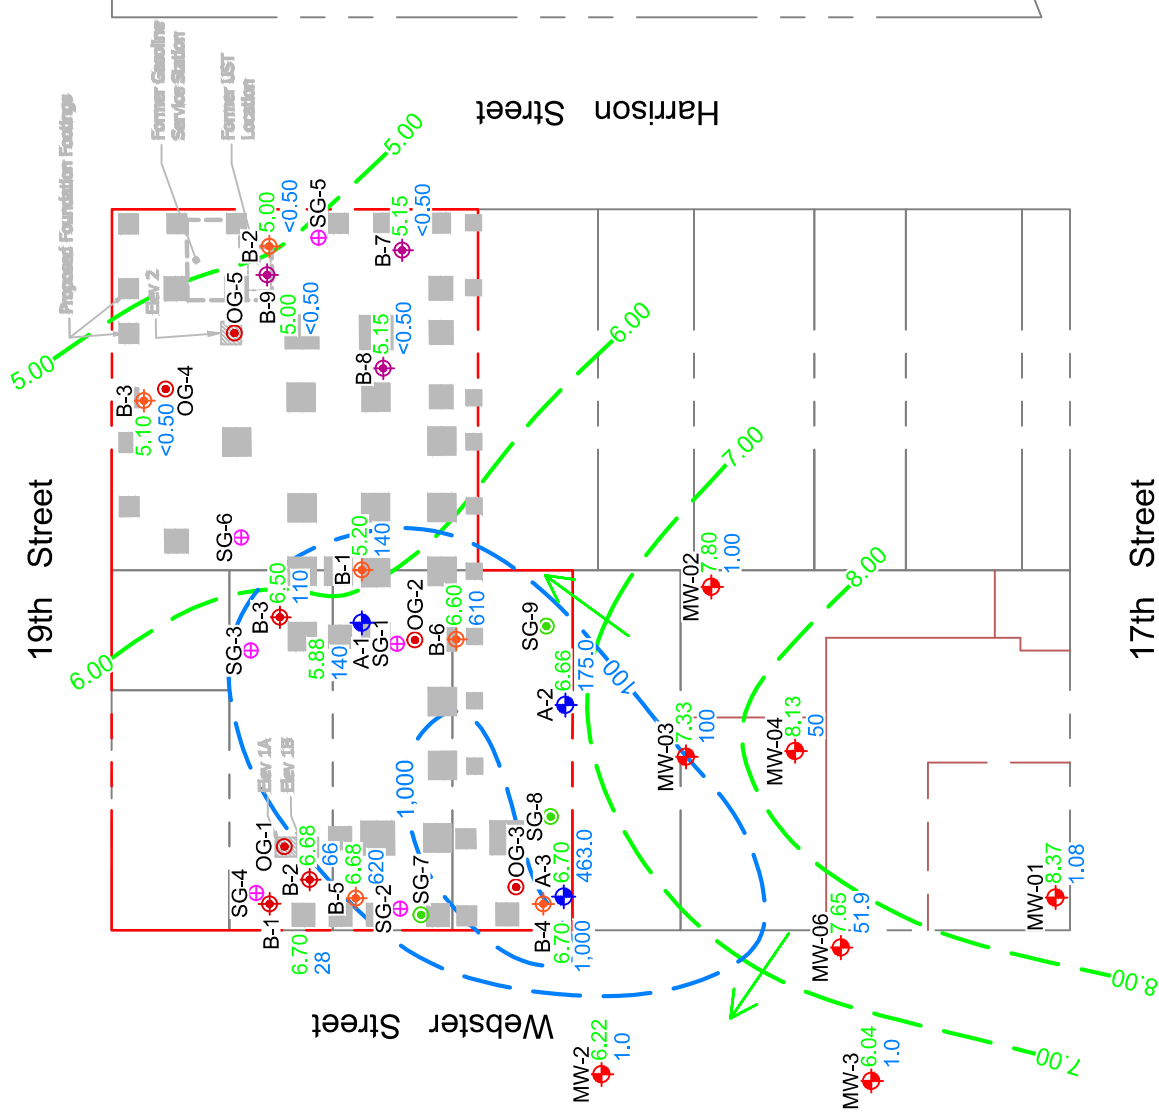 Harrison Street
5.00
Former Gasoline
Service Station
Former UST
Location
Proposed Foundation Footings
Elev 2
5.00
19th Street
B-2
5.00
<0.50
SG-5
B-7
5.15
<0.50
OG-5
B-9
5.00
<0.50
B-8
5.15
<0.50
B-3
5.10
<0.50
OG-4
6.00
7.00
8.00
SG-6
B-1
5.20
140
B-3
6.50
110
SG-3
6.00
A-1
5.88
140
SG-1
OG-2
B-6
6.60
610
SG-9
MW-02
7.80
1.00
17th Street
A-2
6.66
175.0
100
MW-03
7.33
100
MW-04
8.13
50
Elev 1A
Elev 1B
1,000
OG-1
B-2
6.68
66
SG-4
B-1
6.70
28
B-5
6.68
620
SG-2
SG-7
OG-3
SG-8
A-3
6.70
463.0
B-4
6.70
1,000
MW-06
7.65
51.9
MW-01
8.37
1.08
8.00
7.00
Webster Street
MW-2
6.22
1.0
MW-3
6.04
1.0